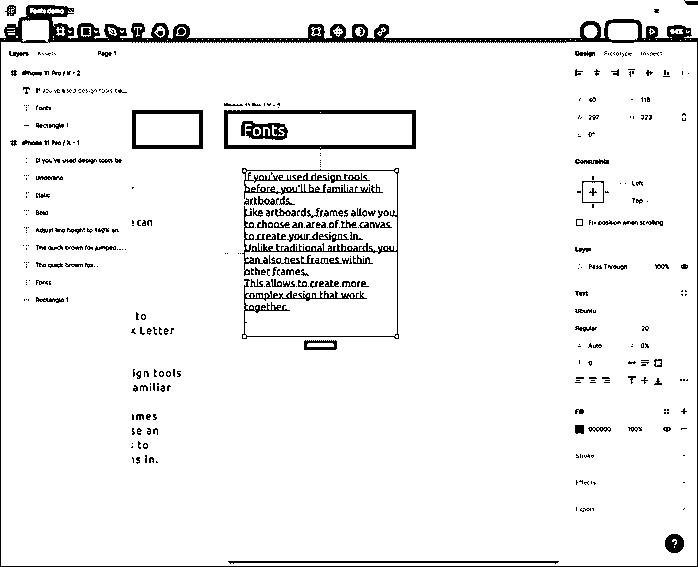 Fonts demo
Layers
Assets
Page 1
Design
Prototype
Inspect
iPhone 11 Pro / X - 2
If you've used design tools be...
Fonts
Rectangle 1
iPhone 11 Pro / X - 1
If you've used design tools be
Underline
Italic
Bold
Adjust line height to 140% an
The quick brown fox jumped....
The quick brown fox...
Fonts
Rectangle 1
Fonts
If you've used design tools
before, you'll be familiar with
artboards.
Like artboards, frames allow you
to choose an area of the canvas
to create your designs in.
Unlike traditional artboards, you
can also nest frames within
other frames.
This allows to create more
complex design that work
together.
e can
to
x Letter
ign tools
amiliar
ames
se an
to
ns in.
X 40
Y 118
W 297
H 323
0°
Constraints
Left
Top
Fix position when scrolling
Layer
Pass Through 100%
Text
Ubuntu
Regular 20
Auto 0%
0
Fill
000000 100%
Stroke
Effects
Export
?